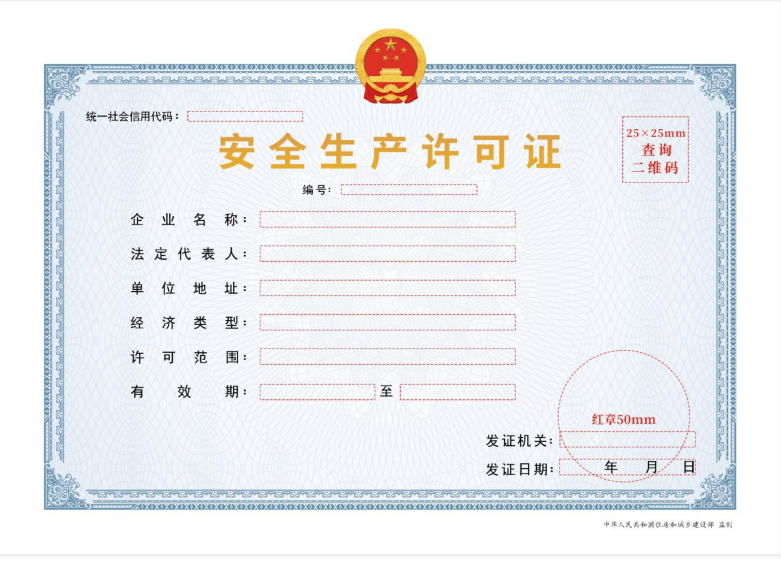 统一社会信用代码：
25×25mm
查询
二维码
安全生产许可证
编号：
企业名称：
法定代表人：
单位地址：
经济类型：
许可范围：
有效期：至
红章50mm
发证机关：
发证日期：年月日
中华人民共和国住房和城乡建设部 监制